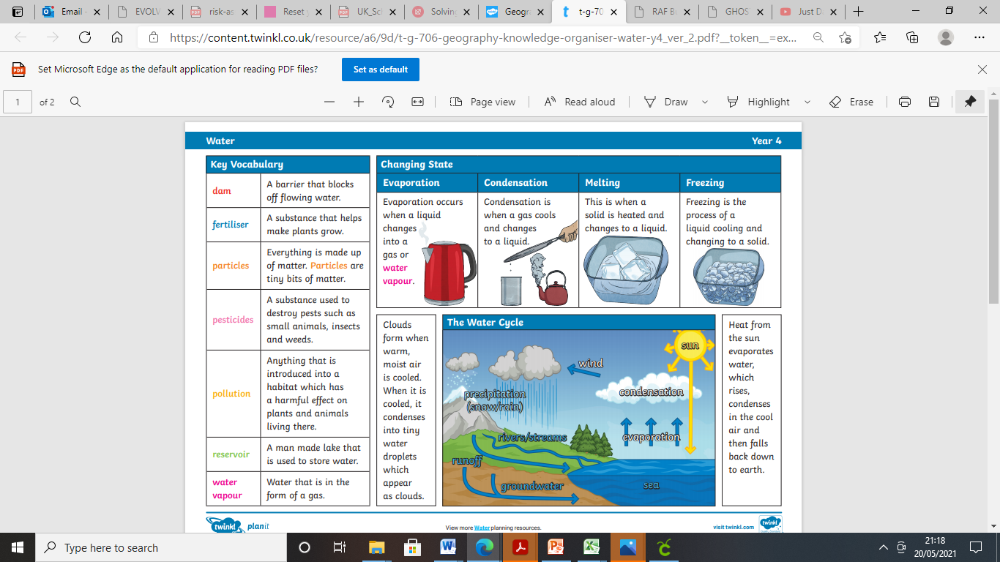 Email -
EVOLV
risk-as
Reset
UK_Sch
Solving
Geogra
t-g-70
RAF B
GHOS
Just D
https://content.twinkl.co.uk/resource/a6/9d/t-g-706-geography-knowledge-organiser-water-y4_ver_2.pdf?__token__=ex...
PDF
Set Microsoft Edge as the default application for reading PDF files?
Set as default
1
of 2
Page view
Read aloud
Draw
Highlight
Erase
Water
Year 4
Key Vocabulary
dam
A barrier that blocks
off flowing water.
fertiliser
A substance that helps
make plants grow.
particles
Everything is made up
of matter. Particles are
tiny bits of matter.
pesticides
A substance used to
destroy pests such as
small animals, insects
and weeds.
pollution
Anything that is
introduced into a
habitat which has
a harmful effect on
plants and animals
living there.
reservoir
A man made lake that
is used to store water.
water
vapour
Water that is in the
form of a gas.
Changing State
Evaporation
Evaporation occurs
when a liquid
changes
into a
gas or
water
vapour.
Condensation
Condensation is
when a gas cools
and changes
to a liquid.
Melting
This is when a
solid is heated and
changes to a liquid.
Freezing
Freezing is the
process of a
liquid cooling and
changing to a solid.
Clouds
form when
warm,
moist air
is cooled.
When it is
cooled, it
condenses
into tiny
water
droplets
which
appear
as clouds.
The Water Cycle
sun
wind
condensation
precipitation
(snow/rain)
evaporation
rivers/streams
runoff
groundwater
sea
Heat from
the sun
evaporates
water,
which
rises,
condenses
in the cool
air and
then falls
back down
to earth.
twinkl
planit
View more Water planning resources.
visit twinkl.com
twinkl
Type here to search
21:18
20/05/2021